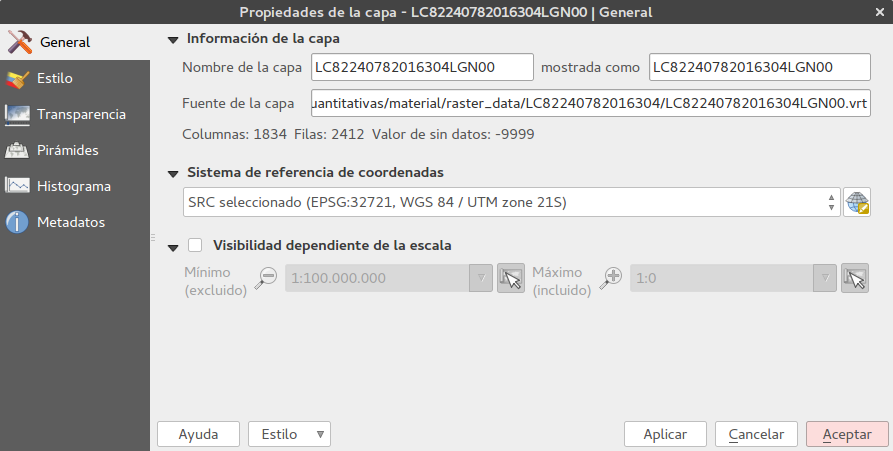 Propiedades de la capa - LC82240782016304LGN00 | General
General
Estilo
Transparencia
Pirámides
Histograma
Metadatos
Información de la capa
Nombre de la capa LC82240782016304LGN00 mostrada como LC82240782016304LGN00
Fuente de la capa uantitativas/material/raster_data/LC82240782016304/LC82240782016304LGN00.vrt
Columnas: 1834 Filas: 2412 Valor de sin datos: -9999
Sistema de referencia de coordenadas
SRC seleccionado (EPSG:32721, WGS 84 / UTM zone 21S)
Visibilidad dependiente de la escala
Mínimo (excluido) 1:100.000.000 Máximo (incluido) 1:0
Ayuda Estilo Aplicar Cancelar Aceptar